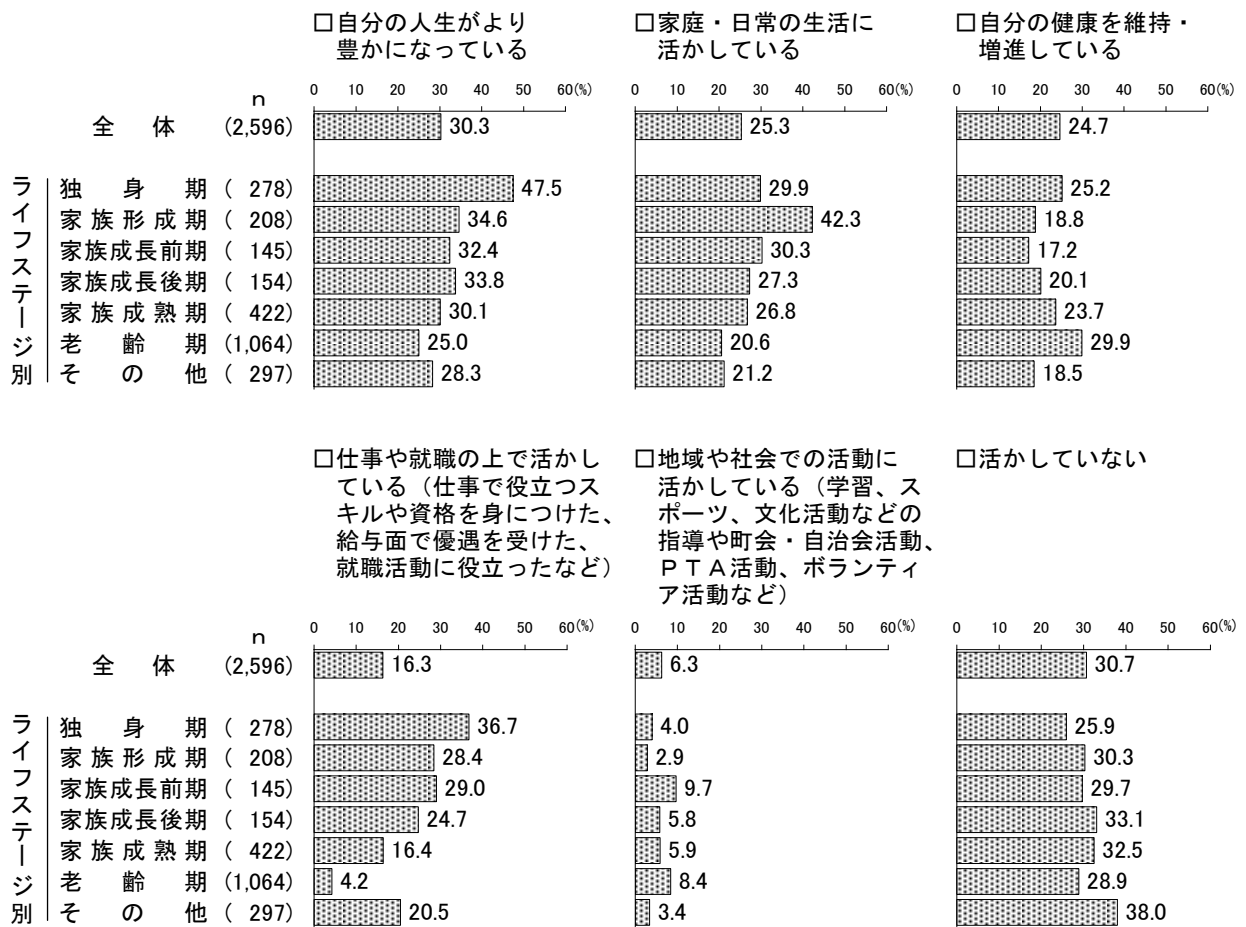 □自分の人生がより
豊かになっている
□家庭・日常の生活に
活かしている
□自分の健康を維持・
増進している
0 10 20 30 40 50 60(%) 0 10 20 30 40 50 60(%) 0 10 20 30 40 50 60(%)
n
全体 (2,596) 30.3 25.3 24.7
ライフステージ別
独身期 ( 278) 47.5 29.9 25.2
家族形成期 ( 208) 34.6 42.3 18.8
家族成長前期 ( 145) 32.4 30.3 17.2
家族成長後期 ( 154) 33.8 27.3 20.1
家族成熟期 ( 422) 30.1 26.8 23.7
老齢期 (1,064) 25.0 20.6 29.9
その他 ( 297) 28.3 21.2 18.5
□仕事や就職の上で活かし
ている（仕事で役立つス
キルや資格を身につけた、
給与面で優遇を受けた、
就職活動に役立ったなど）
□地域や社会での活動に
活かしている（学習、ス
ポーツ、文化活動などの
指導や町会・自治会活動、
ＰＴＡ活動、ボランティ
ア活動など）
□活かしていない
0 10 20 30 40 50 60(%) 0 10 20 30 40 50 60(%) 0 10 20 30 40 50 60(%)
n
全体 (2,596) 16.3 6.3 30.7
ライフステージ別
独身期 ( 278) 36.7 4.0 25.9
家族形成期 ( 208) 28.4 2.9 30.3
家族成長前期 ( 145) 29.0 9.7 29.7
家族成長後期 ( 154) 24.7 5.8 33.1
家族成熟期 ( 422) 16.4 5.9 32.5
老齢期 (1,064) 4.2 8.4 28.9
その他 ( 297) 20.5 3.4 38.0